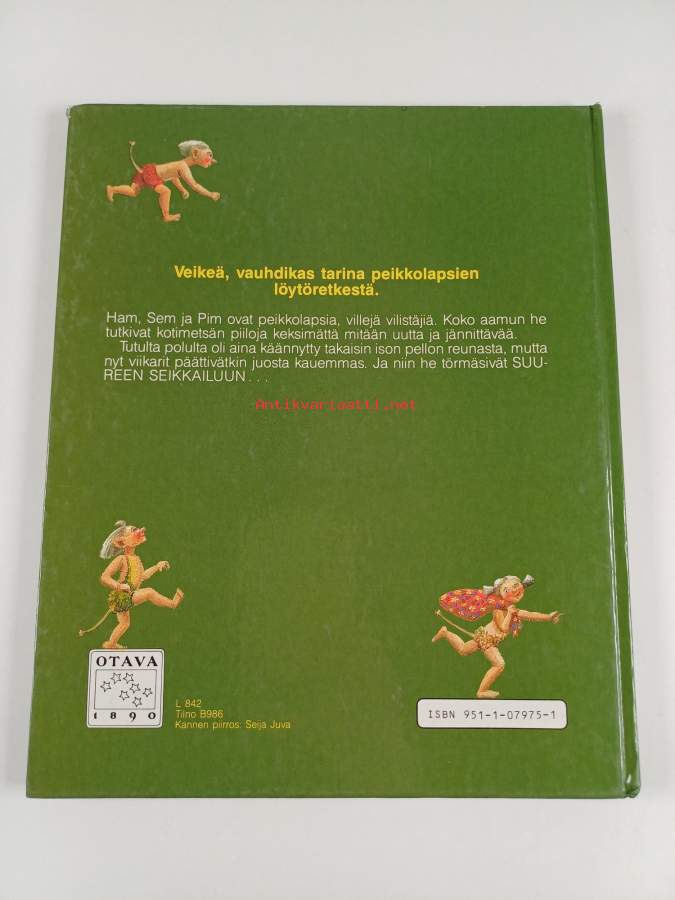 Veikeä, vauhdikas tarina peikkolapsien
löytöretkestä.
Ham, Sem ja Pim ovat peikkolapsia, villejä vilistäjiä. Koko aamun he
tutkivat kotimetsän piiloja keksimättä mitään uutta ja jännittävää.
Tutulta polulta oli aina käännytty takaisin ison pellon reunasta, mutta
nyt viikarit päättivätkin juosta kauemmas. Ja niin he törmäsivät SUU-
REEN SEIKKAILUUN . . .
Antikvariaatti.net
OTAVA
1890
L 842
Tilno B986
Kannen piirros: Seija Juva
ISBN 951-1-07975-1